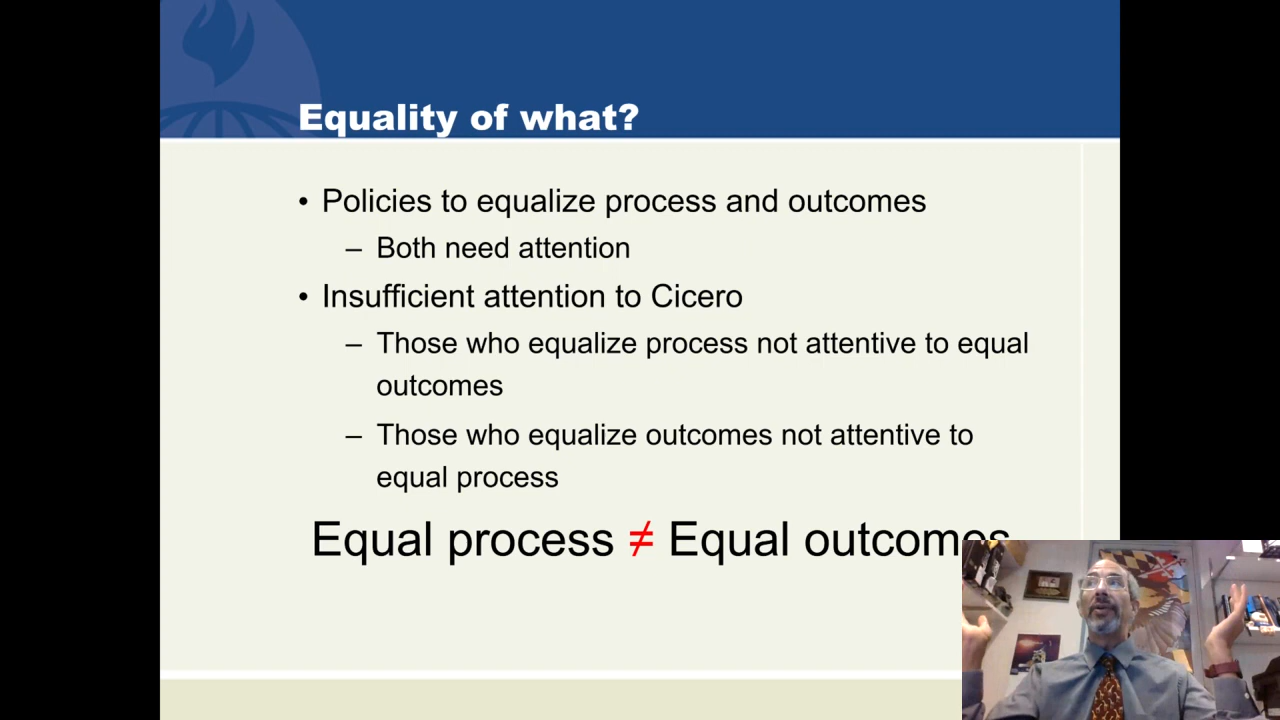 Equality of what?
• Policies to equalize process and outcomes
– Both need attention
• Insufficient attention to Cicero
– Those who equalize process not attentive to equal
outcomes
– Those who equalize outcomes not attentive to
equal process
Equal process ≠ Equal outcomes